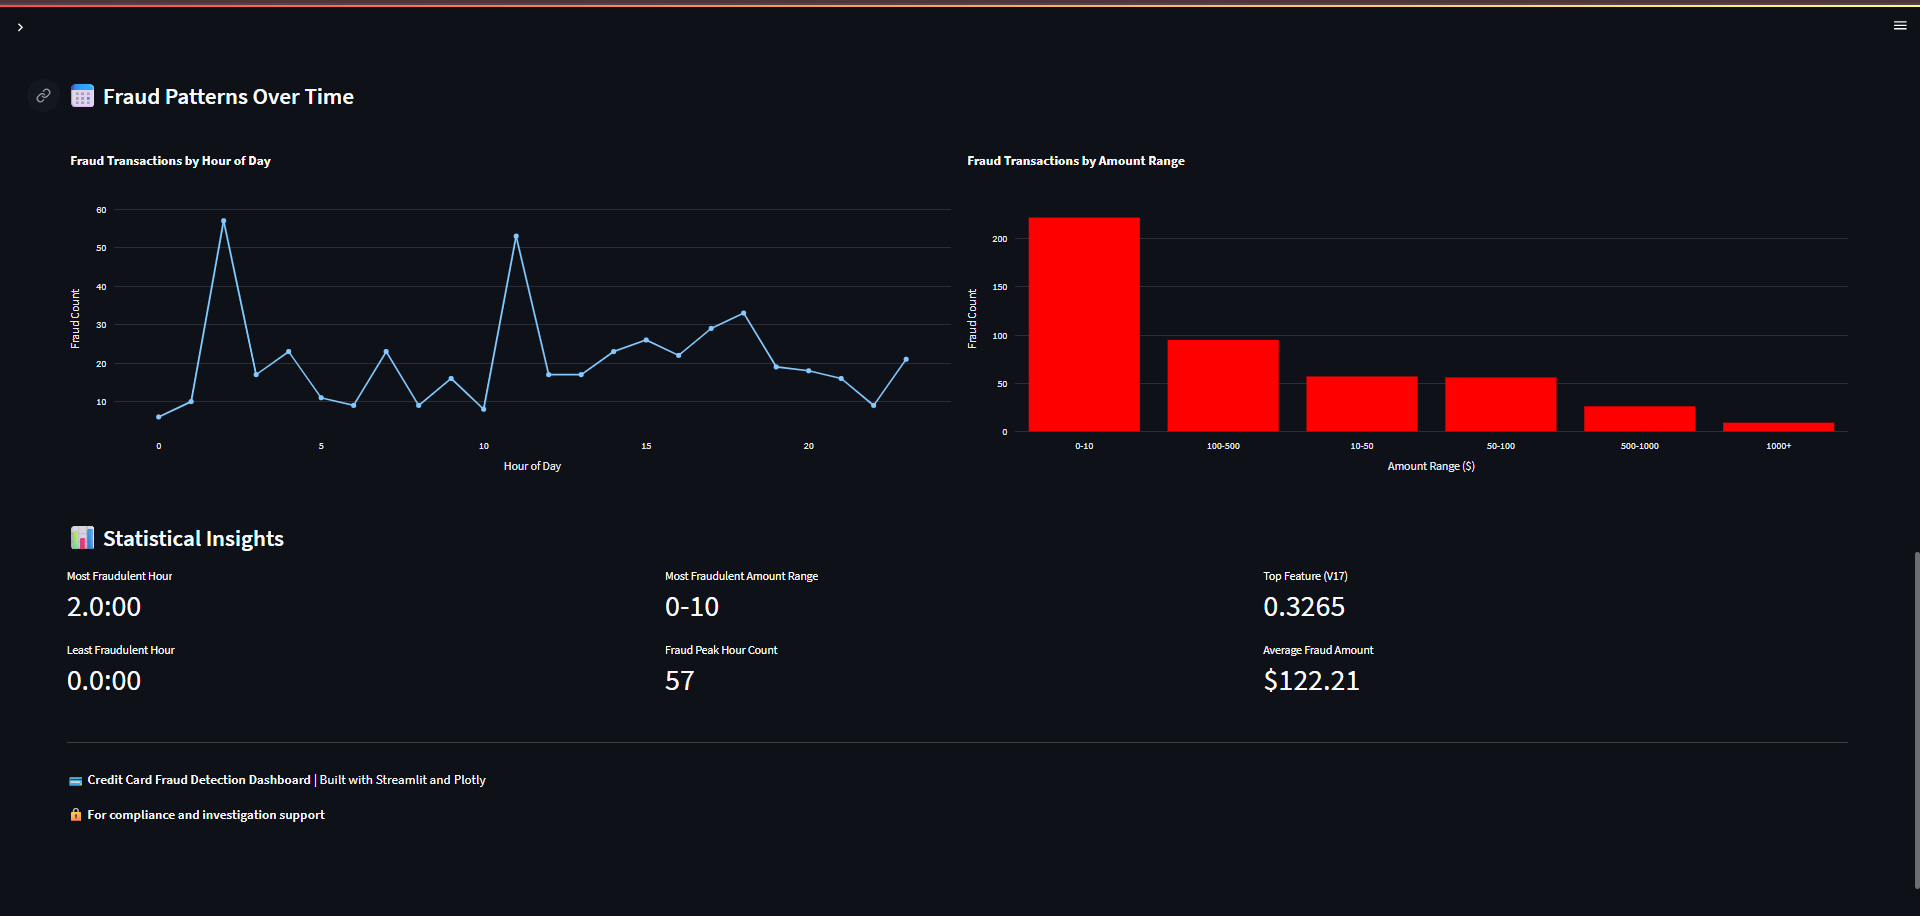 Fraud Patterns Over Time
Fraud Transactions by Hour of Day
60
50
40
30
20
10
Fraud Count
0 5 10 15 20
Hour of Day
Fraud Transactions by Amount Range
200
150
100
50
0
Fraud Count
0-10 100-500 10-50 50-100 500-1000 1000+
Amount Range ($)
Statistical Insights
Most Fraudulent Hour
2.0:00
Most Fraudulent Amount Range
0-10
Top Feature (V17)
0.3265
Least Fraudulent Hour
0.0:00
Fraud Peak Hour Count
57
Average Fraud Amount
$122.21
Credit Card Fraud Detection Dashboard | Built with Streamlit and Plotly
For compliance and investigation support